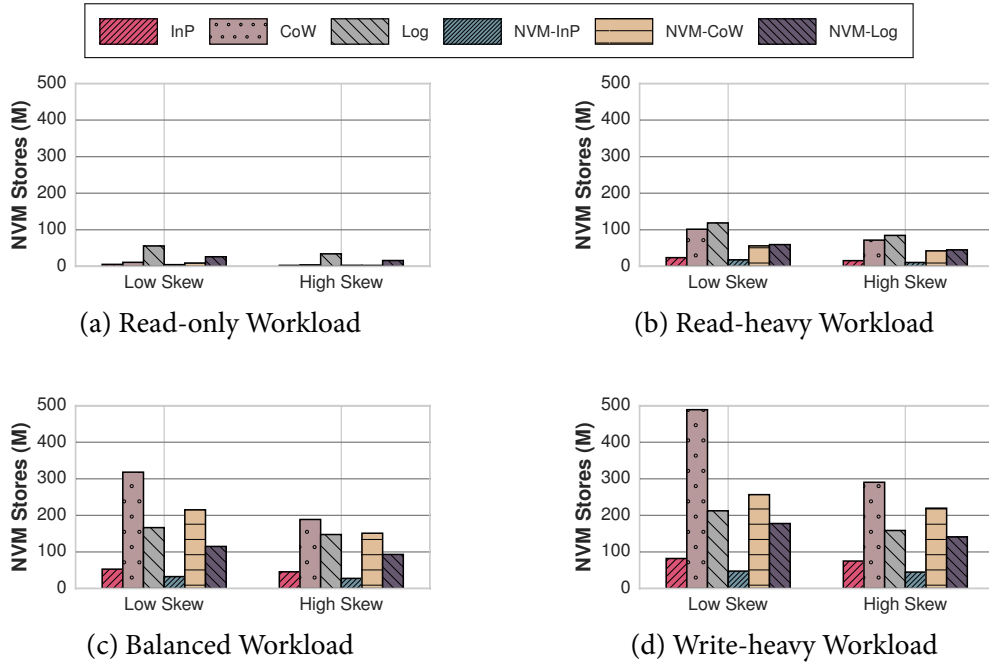 InP CoW Log NVM-InP NVM-CoW NVM-Log
NVM Stores (M)
500
400
300
200
100
0
Low Skew High Skew
(a) Read-only Workload
NVM Stores (M)
500
400
300
200
100
0
Low Skew High Skew
(b) Read-heavy Workload
NVM Stores (M)
500
400
300
200
100
0
Low Skew High Skew
(c) Balanced Workload
NVM Stores (M)
500
400
300
200
100
0
Low Skew High Skew
(d) Write-heavy Workload